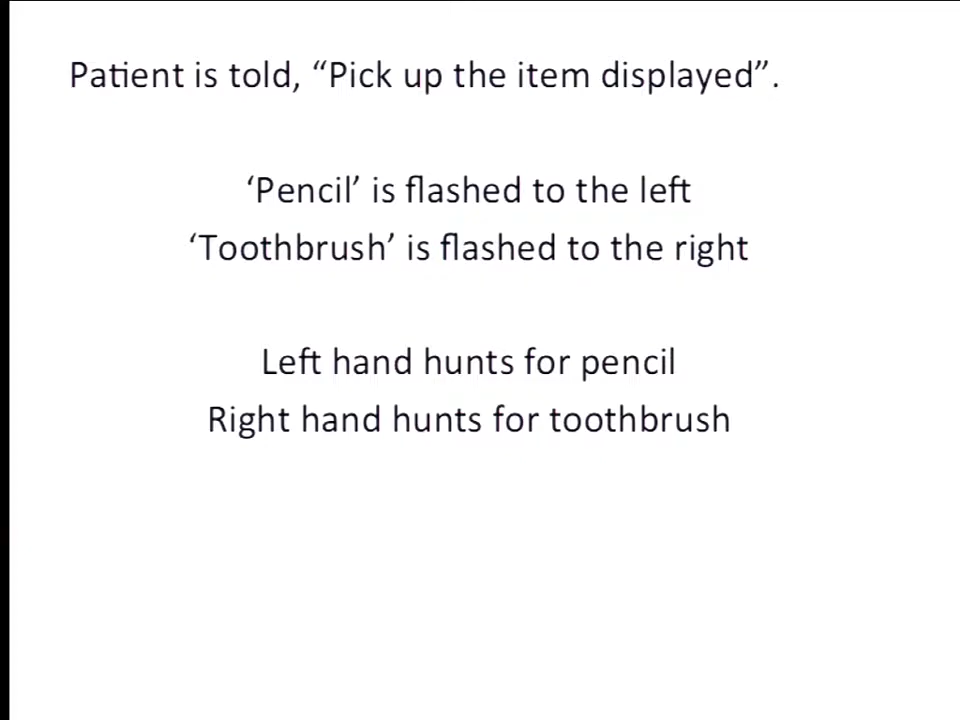 Patient is told, “Pick up the item displayed”.
‘Pencil’ is flashed to the left
‘Toothbrush’ is flashed to the right
Left hand hunts for pencil
Right hand hunts for toothbrush